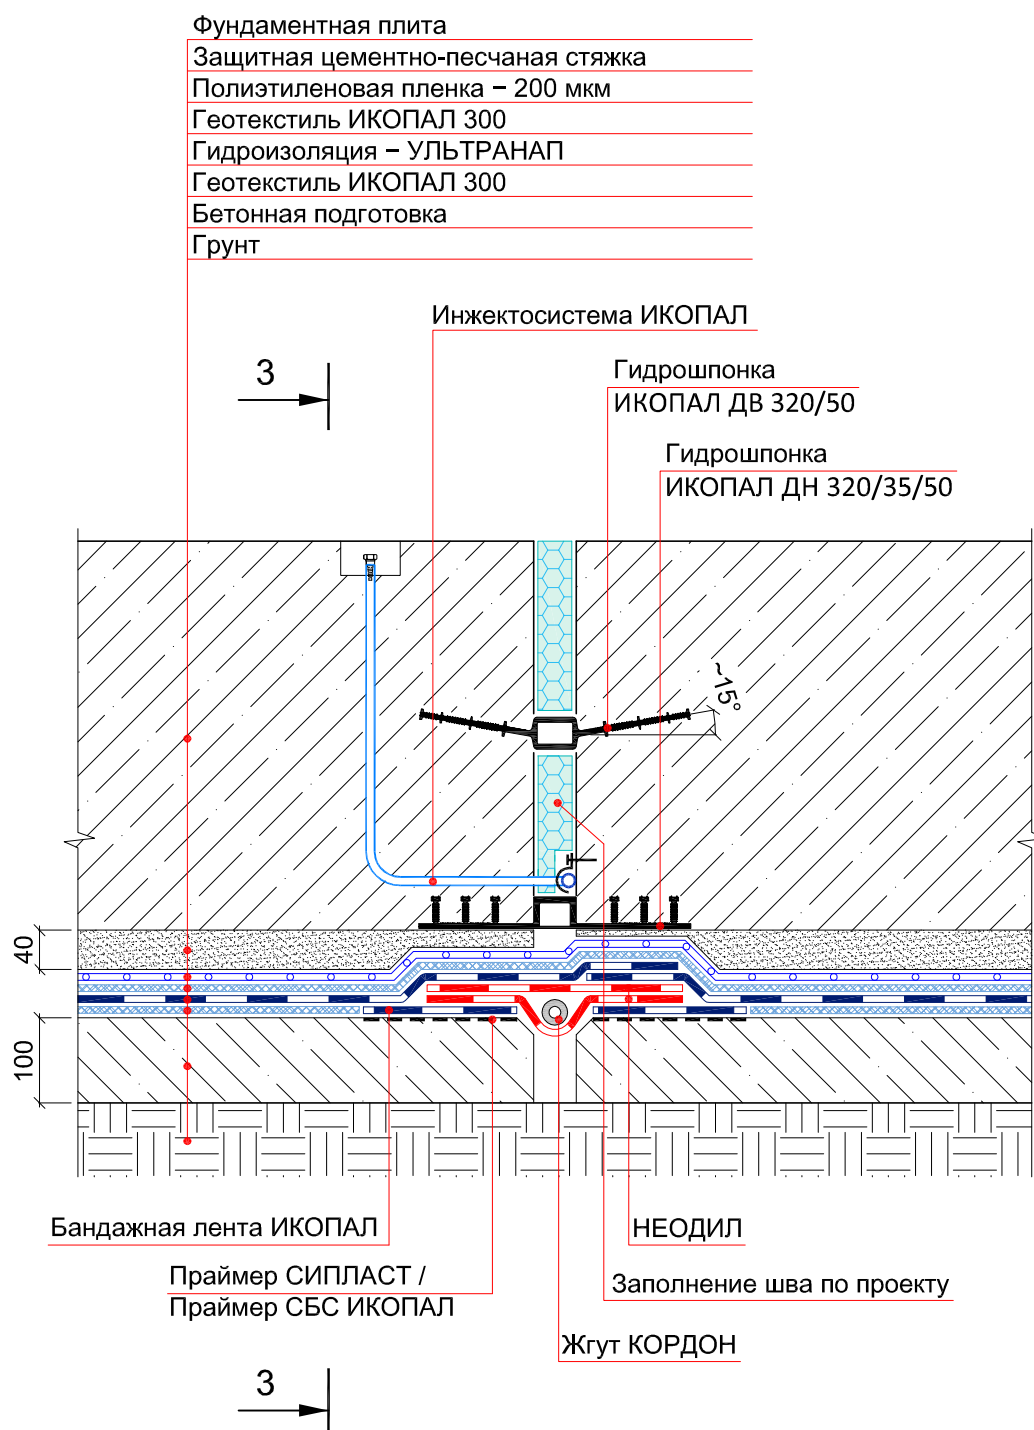 Фундаментная плита
Защитная цементно-песчаная стяжка
Полиэтиленовая пленка – 200 мкм
Геотекстиль ИКОПАЛ 300
Гидроизоляция – УЛЬТРАНАП
Геотекстиль ИКОПАЛ 300
Бетонная подготовка
Грунт
Инжектосистема ИКОПАЛ
3
Гидрошпонка
ИКОПАЛ ДВ 320/50
Гидрошпонка
ИКОПАЛ ДН 320/35/50
~15°
40
100
Бандажная лента ИКОПАЛ
НЕОДИЛ
Праймер СИПЛАСТ /
Праймер СБС ИКОПАЛ
Заполнение шва по проекту
Жгут КОРДОН
3